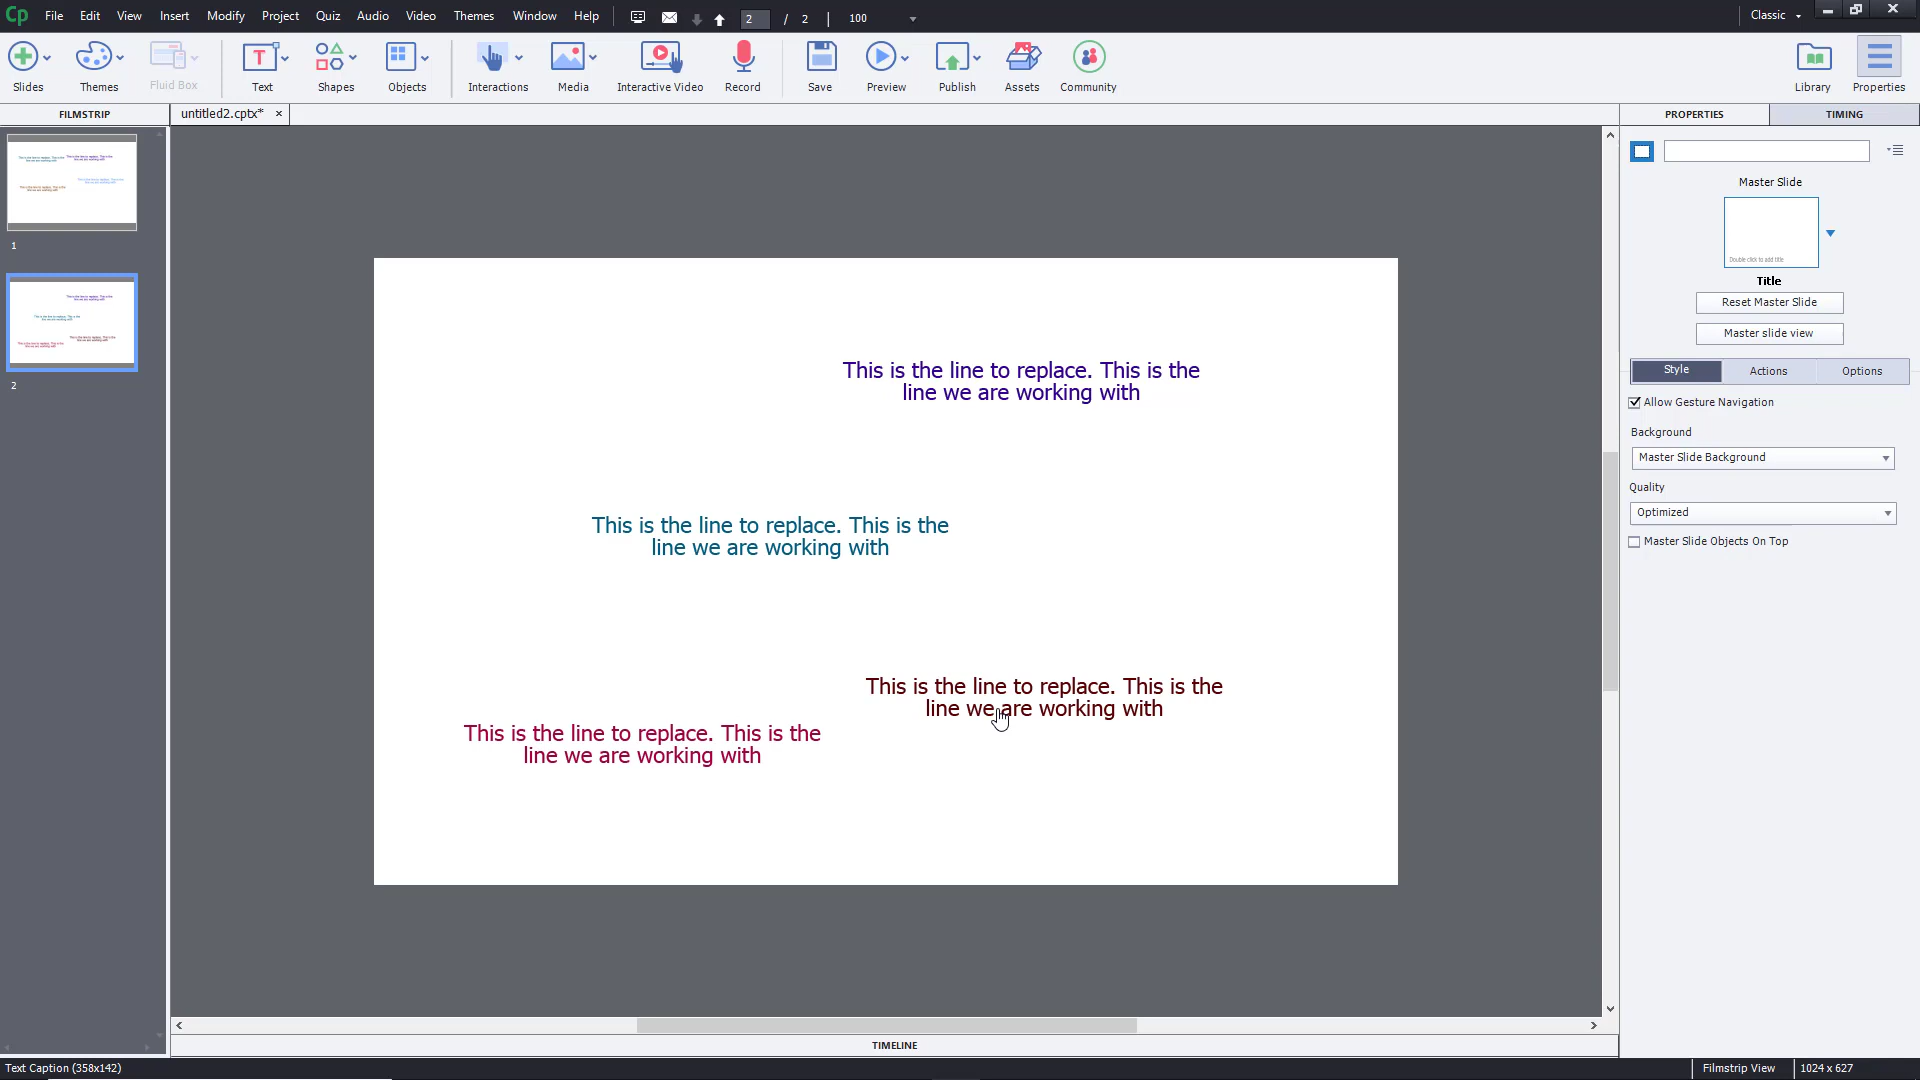 Cp File Edit View Insert Modify Project Quiz Audio Video Themes Window Help 2 / 2 100 Classic
Slides Themes Fluid Box Text Shapes Objects Interactions Media Interactive Video Record Save Preview Publish Assets Community Library Properties
FILMSTRIP untitled2.cptx* PROPERTIES TIMING
1
2
This is the line to replace. This is the
line we are working with
This is the line to replace. This is the
line we are working with
This is the line to replace. This is the
line we are working with
This is the line to replace. This is the
line we are working with
Master Slide
Double click to add title
Title
Reset Master Slide
Master slide view
Style Actions Options
Allow Gesture Navigation
Background
Master Slide Background
Quality
Optimized
Master Slide Objects On Top
TIMELINE
Text Caption (358x142) Filmstrip View 1024 x 627